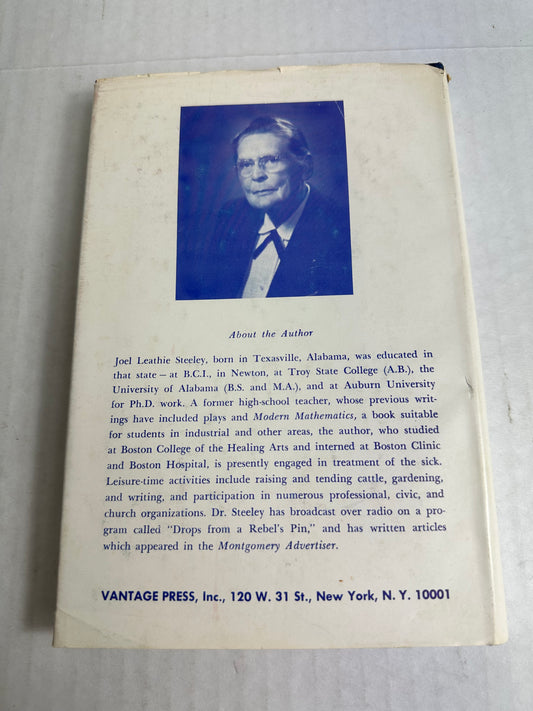 About the Author
Joel Leathie Steeley, born in Texasville, Alabama, was educated in
that state — at B.C.I., in Newton, at Troy State College (A.B.), the
University of Alabama (B.S. and M.A.), and at Auburn University
for Ph.D. work. A former high-school teacher, whose previous writ-
ings have included plays and Modern Mathematics, a book suitable
for students in industrial and other areas, the author, who studied
at Boston College of the Healing Arts and interned at Boston Clinic
and Boston Hospital, is presently engaged in treatment of the sick.
Leisure-time activities include raising and tending cattle, gardening,
and writing, and participation in numerous professional, civic, and
church organizations. Dr. Steeley has broadcast over radio on a pro-
gram called "Drops from a Rebel's Pin," and has written articles
which appeared in the Montgomery Advertiser.
VANTAGE PRESS, Inc., 120 W. 31 St., New York, N. Y. 10001